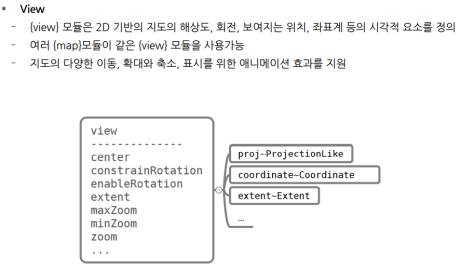 ▪ View
– {view} 모듈은 2D 기반의 지도의 해상도, 회전, 보여지는 위치, 좌표계 등의 시각적 요소를 정의
– 여러 {map}모듈이 같은 {view} 모듈을 사용가능
– 지도의 다양한 이동, 확대와 축소, 표시를 위한 애니메이션 효과를 지원
view
--------------
center
constrainRotation
enableRotation
extent
maxZoom
minZoom
zoom
...
proj~ProjectionLike
coordinate~Coordinate
extent~Extent
…